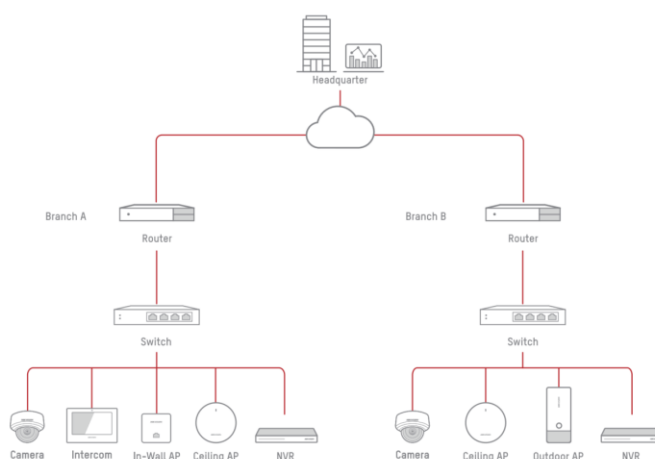 Headquarter
Branch A
Router
Branch B
Router
Switch
Switch
Camera
Intercom
In-Wall AP
Ceiling AP
NVR
Camera
Ceiling AP
Outdoor AP
NVR